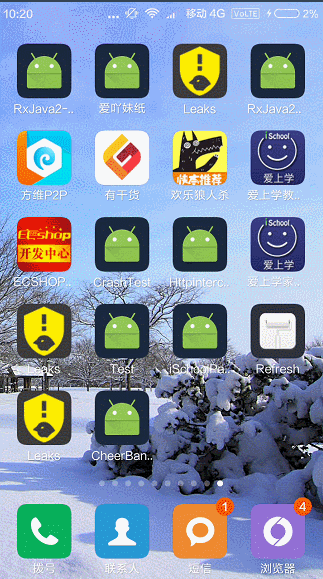 10:20 ... 移动 4G VoLTE 2%
RxJava2-.. 爱吖妹纸 Leaks RxJava2..
快来推荐
iSchool
爱上学
方维P2P 有干货 欢乐狼人杀 爱上学教..
ECshop
开发中心
iSchool
爱上学
ECSHOP.. CrashTest HttpInterc.. 爱上学家..
Leaks Test iSchoolPa.. Refresh
Leaks CheerBan..
1 4
拨号 联系人 短信 浏览器